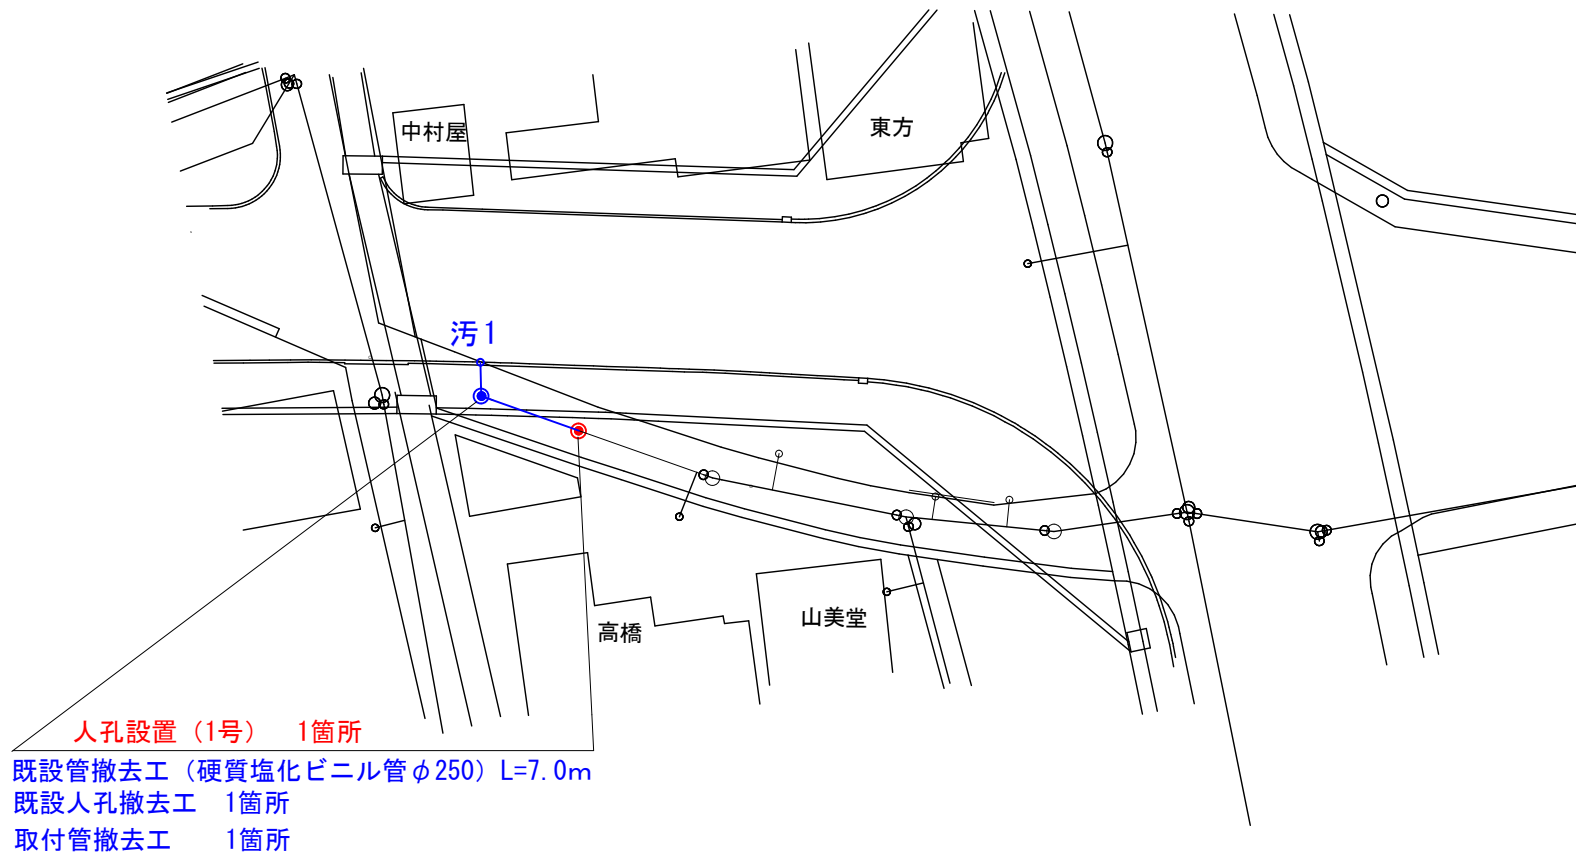 中村屋
東方
汚1
高橋
山美堂
人孔設置（1号）　1箇所
既設管撤去工（硬質塩化ビニル管φ250）L=7.0m
既設人孔撤去工　1箇所
取付管撤去工　　1箇所